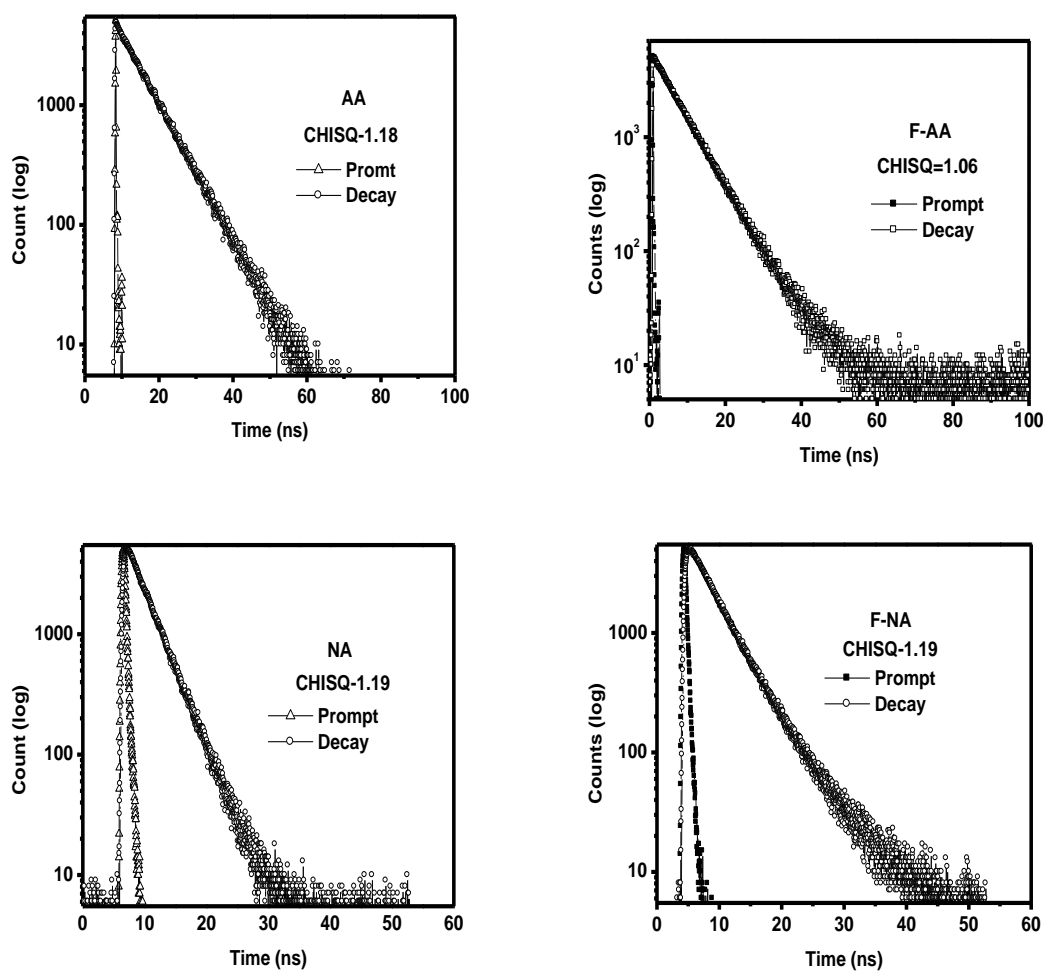 AA
CHISQ-1.18
Promt
Decay
Count (log)
1000
100
10
0 20 40 60 80 100
Time (ns)
F-AA
CHISQ=1.06
Prompt
Decay
Counts (log)
10³
10²
10¹
0 20 40 60 80 100
Time (ns)
NA
CHISQ-1.19
Prompt
Decay
Count (log)
1000
100
10
0 10 20 30 40 50 60
Time (ns)
F-NA
CHISQ-1.19
Prompt
Decay
Counts (log)
1000
100
10
0 10 20 30 40 50 60
Time (ns)